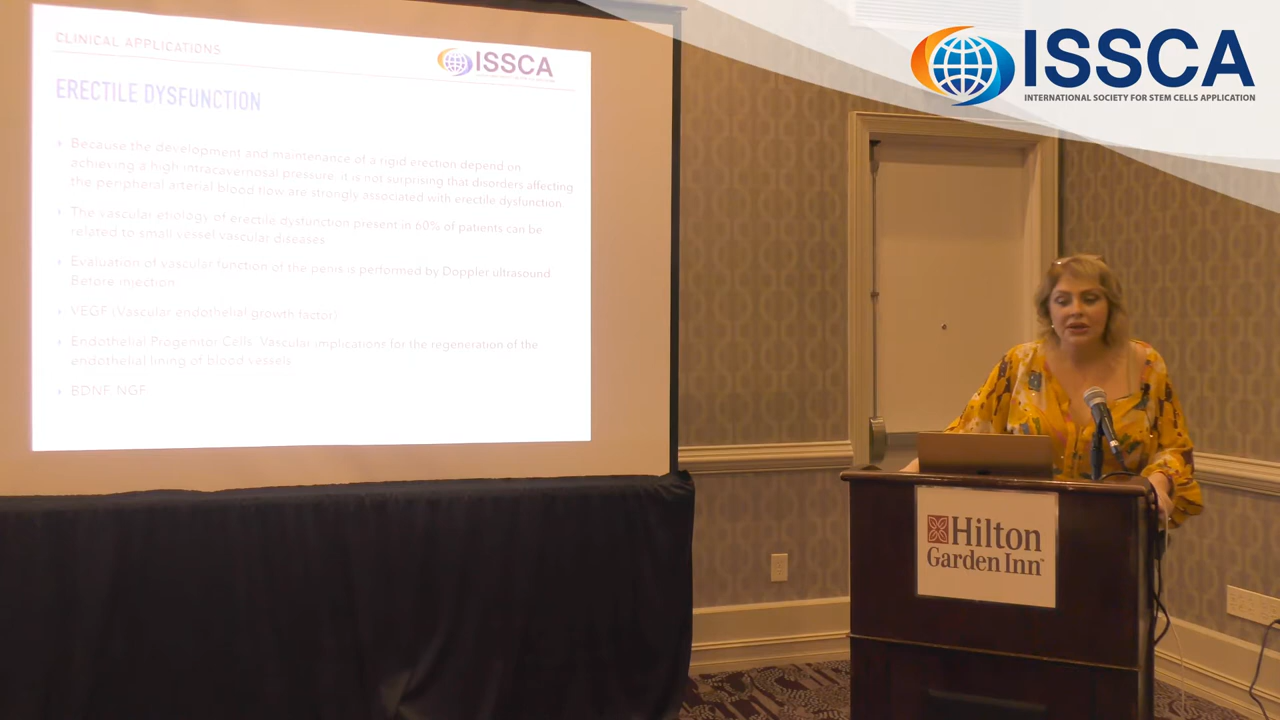 CLINICAL APPLICATIONS
ISSCA
ERECTILE DYSFUNCTION
Because the development and maintenance of a rigid erection depend on
achieving a high intracavernosal pressure, it is not surprising that disorders affecting
the peripheral arterial blood flow are strongly associated with erectile dysfunction.
The vascular etiology of erectile dysfunction present in 60% of patients can be
related to small vessel vascular diseases
Evaluation of vascular function of the penis is performed by Doppler ultrasound
Before injection.
VEGF (Vascular endothelial growth factor)
Endothelial Progenitor Cells: Vascular implications for the regeneration of the
endothelial lining of blood vessels
BDNF, NGF
ISSCA
INTERNATIONAL SOCIETY FOR STEM CELLS APPLICATION
Hilton
Garden Inn™